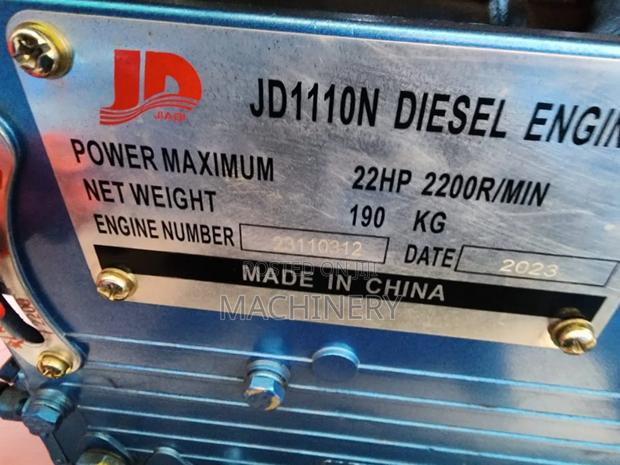 JD
JIAQI
JD1110N DIESEL ENGIN
POWER MAXIMUM 22HP 2200R/MIN
NET WEIGHT 190 KG
ENGINE NUMBER 23110312 DATE 2023
POSTED ON JIJI
MADE IN CHINA
MACHINERY